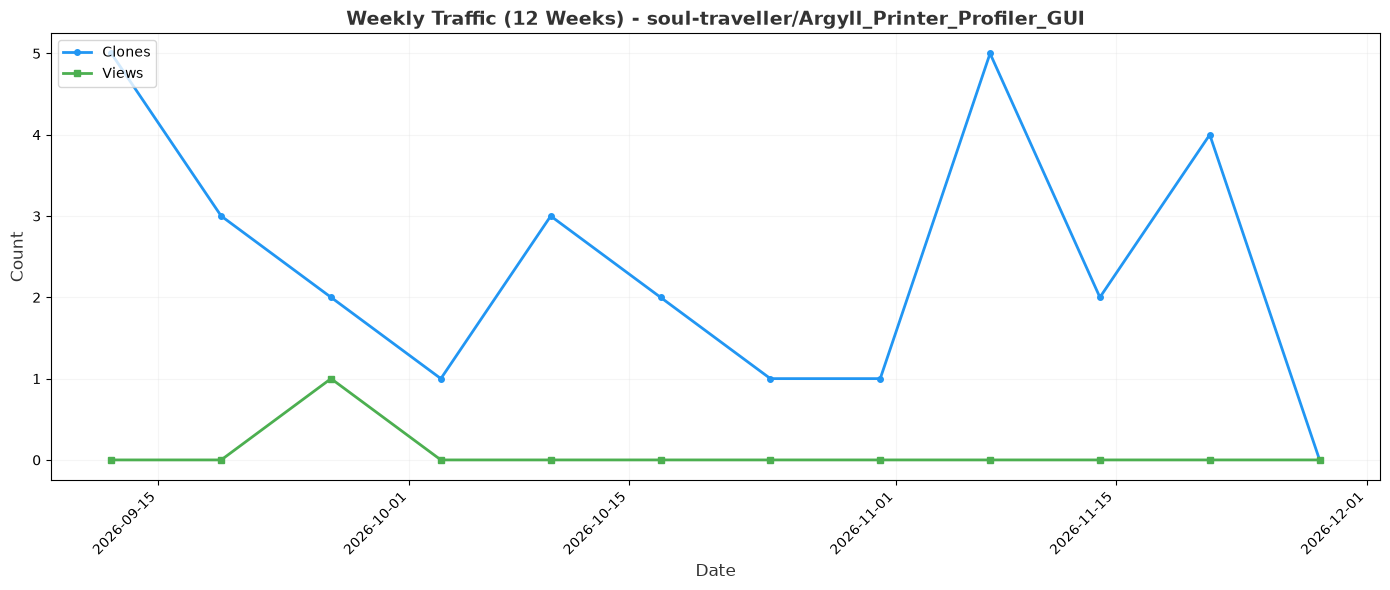 Weekly Traffic (12 Weeks) - soul-traveller/Argyll_Printer_Profiler_GUI
Clones
Views
5
4
3
2
1
0
Count
2026-09-15
2026-10-01
2026-10-15
2026-11-01
2026-11-15
2026-12-01
Date